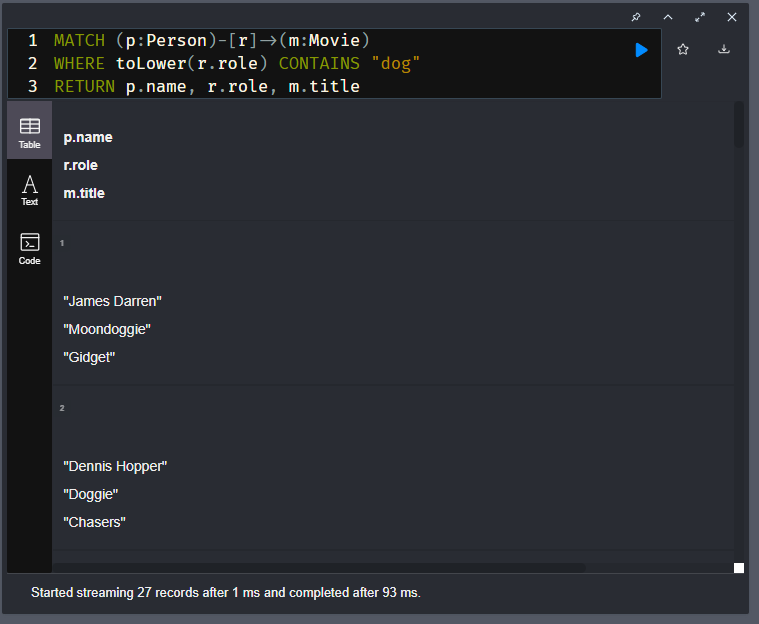 1 MATCH (p:Person)-[r]→(m:Movie)
2 WHERE toLower(r.role) CONTAINS "dog"
3 RETURN p.name, r.role, m.title
Table
Text
Code
p.name
r.role
m.title
1
"James Darren"
"Moondoggie"
"Gidget"
2
"Dennis Hopper"
"Doggie"
"Chasers"
Started streaming 27 records after 1 ms and completed after 93 ms.